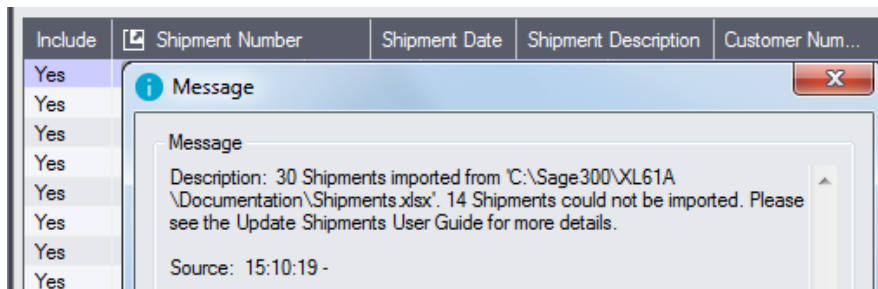 Include Shipment Number Shipment Date Shipment Description Customer Num...
Yes
Message
Yes
Yes
Message
Yes
Description: 30 Shipments imported from 'C:\Sage300\XL61A
Yes
\Documentation\Shipments.xlsx'. 14 Shipments could not be imported. Please
Yes
see the Update Shipments User Guide for more details.
Yes
Source: 15:10:19 -
Yes